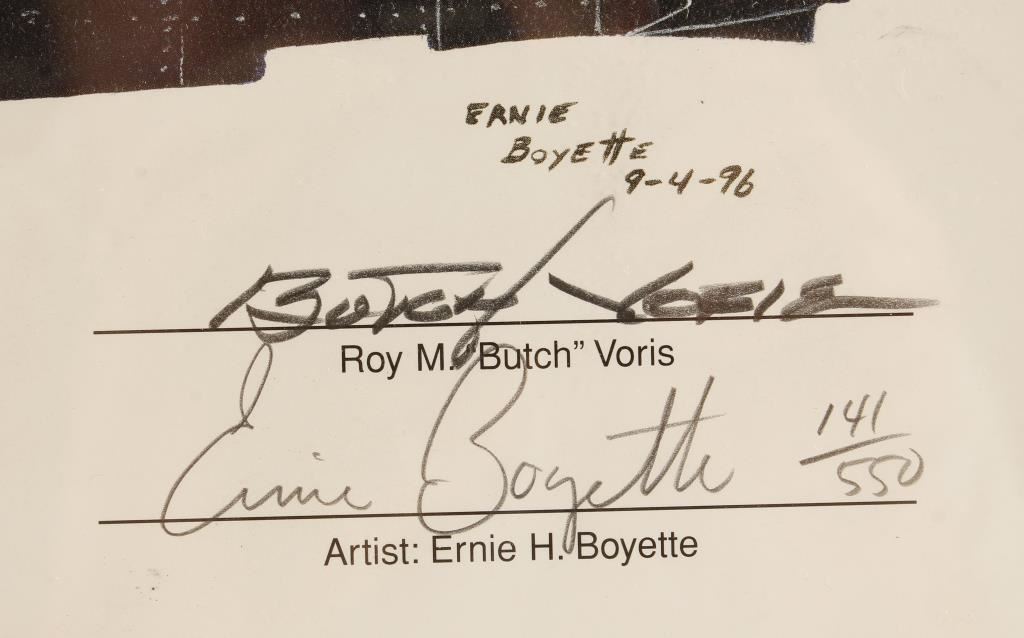 ERNIE
BOYETTE
9-4-96
BUTCH VORIS
Roy M. "Butch" Voris
Ernie Boyette 141/550
Artist: Ernie H. Boyette